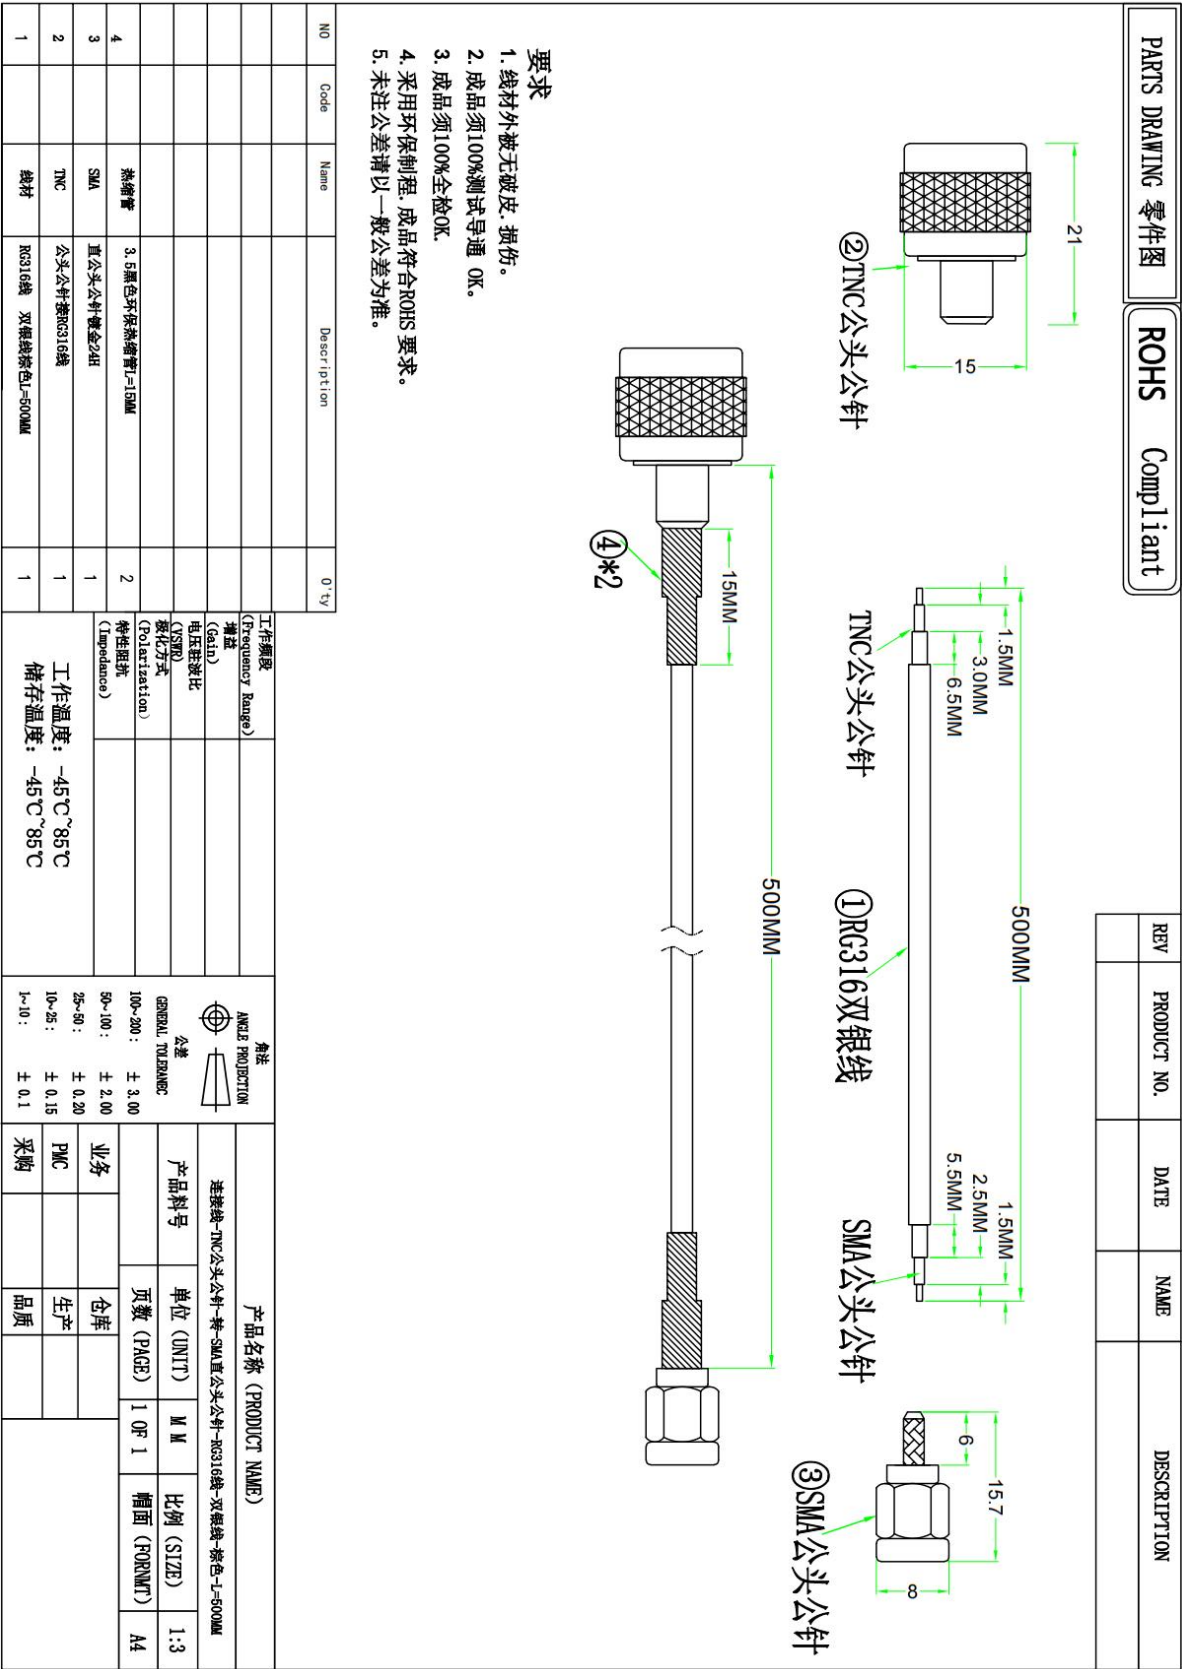 PARTS DRAWING 零件图
ROHS Compliant
REV PRODUCT NO. DATE NAME DESCRIPTION
21
15
②TNC公头公针
500MM
1.5MM
3.0MM
6.5MM
TNC公头公针
①RG316双银线
1.5MM
2.5MM
5.5MM
SMA公头公针
15.7
6
8
③SMA公头公针
500MM
15MM
④*2
要求
1. 线材外被无破皮. 损伤。
2. 成品须100%测试导通 OK。
3. 成品须100%全检OK.
4. 采用环保制程. 成品符合ROHS 要求。
5. 未注公差请以一般公差为准。
NO Code Name Description Q'ty
4 热缩管 3.5黑色环保热缩管L=15MM 2
3 SMA 直公头公针镀金24H 1
2 TNC 公头公针接RG316线 1
1 线材 RG316线 双银线棕色L=500MM 1
工作频段
(Frequency Range)
增益
(Gain)
电压驻波比
(VSWR)
极化方式
(Polarization)
特性阻抗
(Impedance)
工作温度: -45℃~85℃
储存温度: -45℃~85℃
角法
ANGLE PROJECTION
公差
GENERAL TOLERANEC
100~200 : ± 3.00
50~100 : ± 2.00
25~50 : ± 0.20
10~25 : ± 0.15
1~10 : ± 0.1
产品名称 (PRODUCT NAME)
连接线-TNC公头公针-转-SMA直公头公针-RG316线-双银线-棕色-L=500MM
产品料号 单位 (UNIT) M M 比例 (SIZE) 1:3
页数 (PAGE) 1 OF 1 幅面 (FORNMT) A4
业务 仓库
PMC 生产
采购 品质